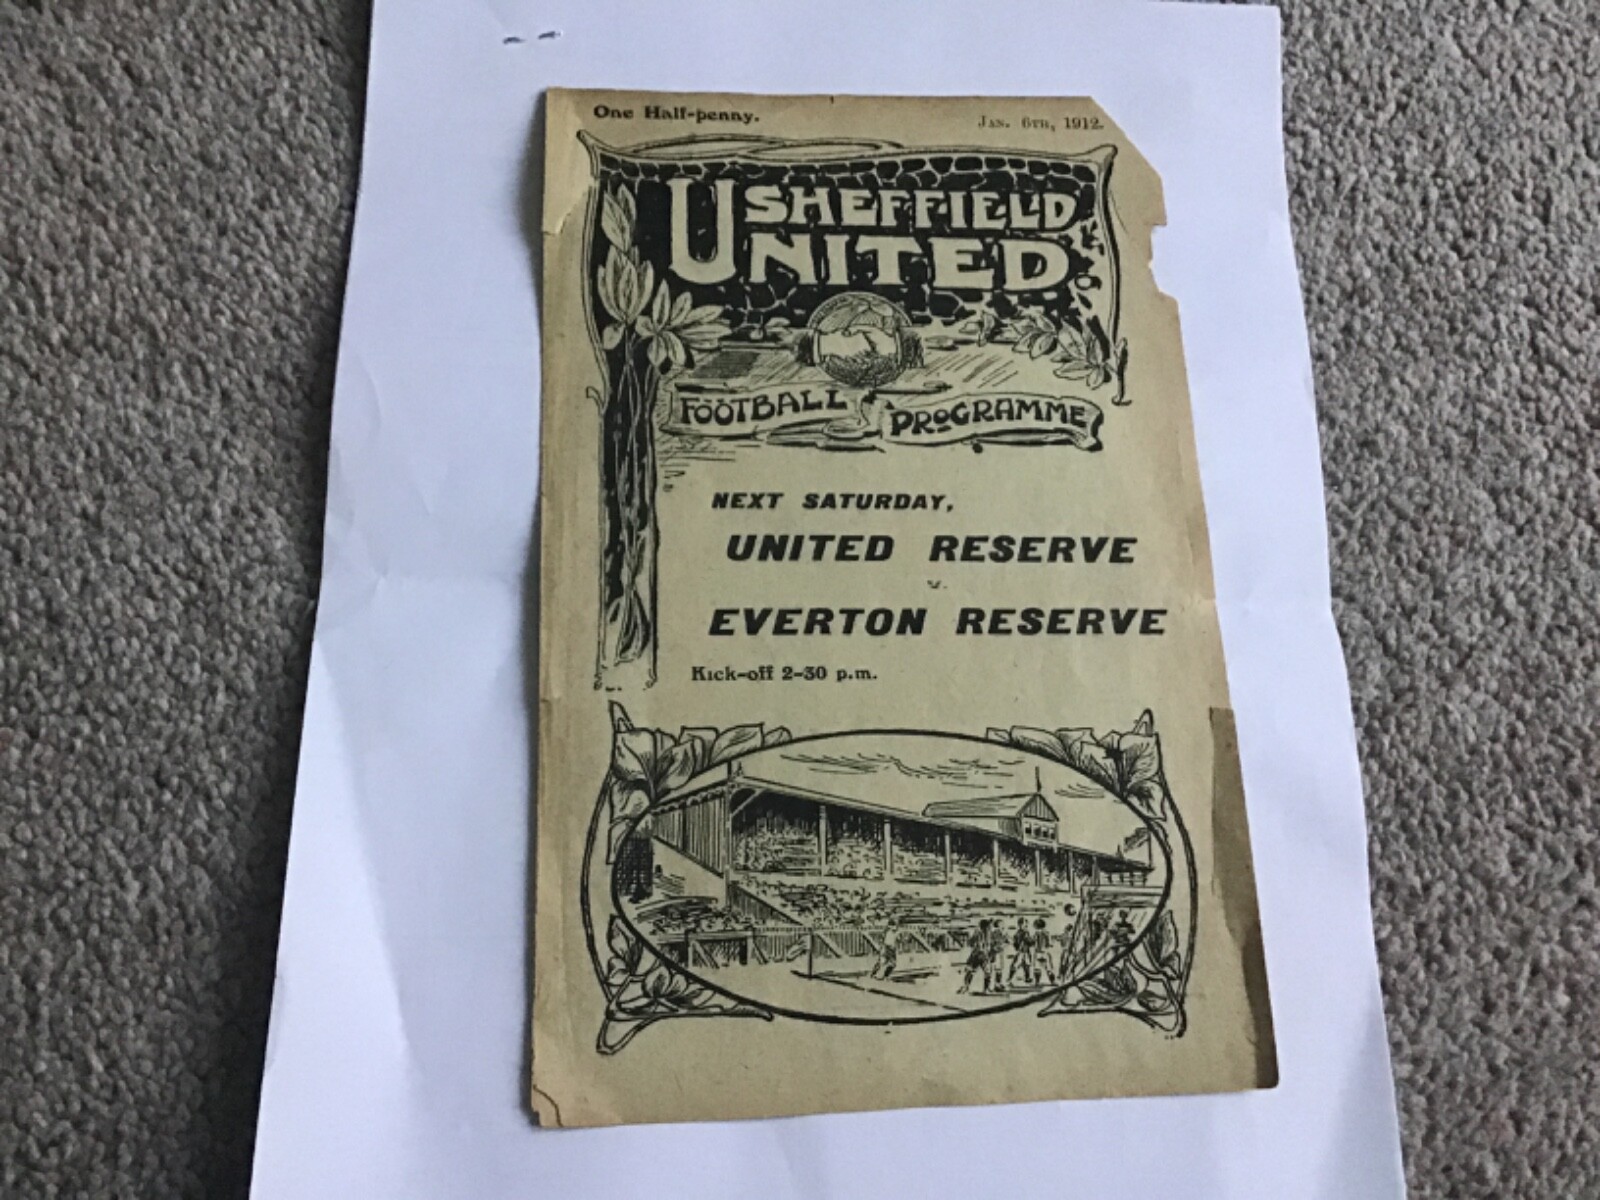 One Half-penny.
JAN. 6TH, 1912.
SHEFFIELD
UNITED
FOOTBALL PROGRAMME
NEXT SATURDAY,
UNITED RESERVE
v.
EVERTON RESERVE
Kick-off 2-30 p.m.